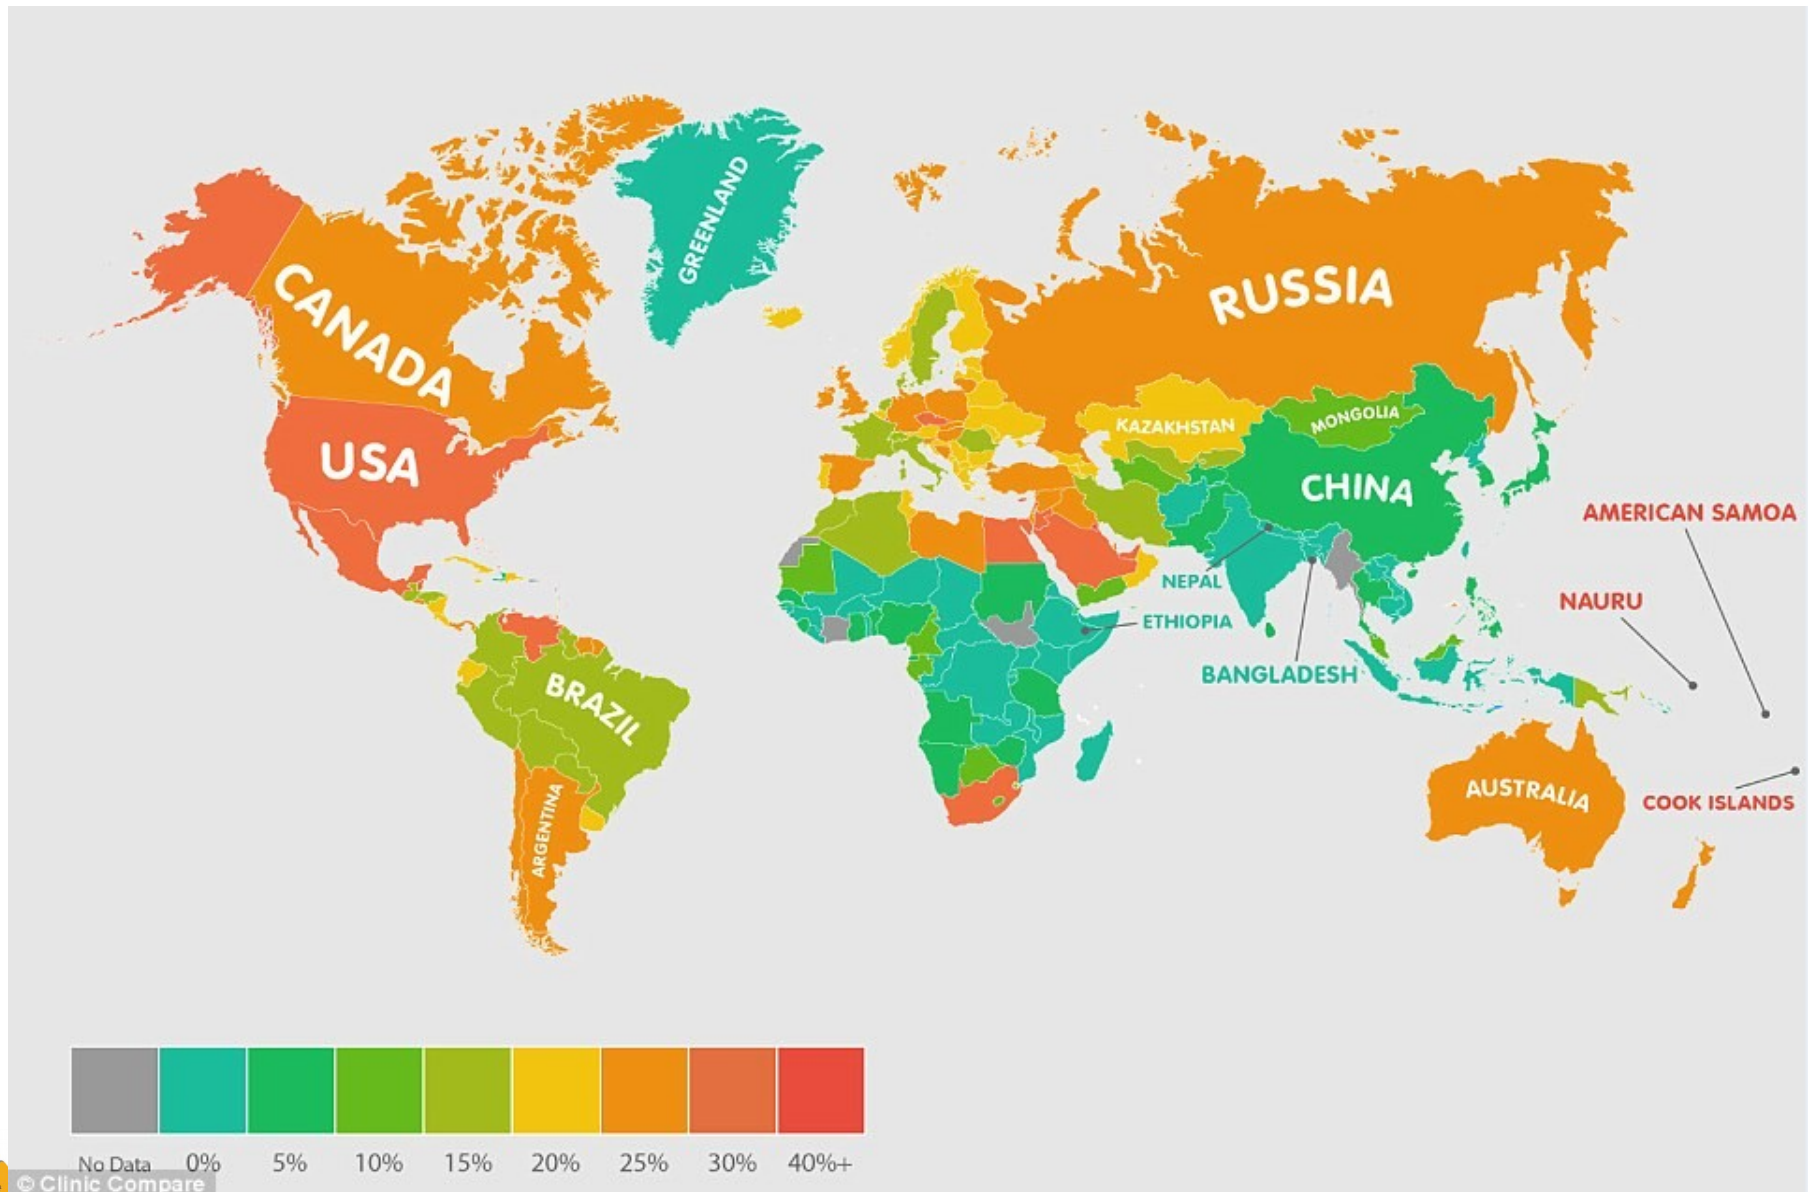 GREENLAND
CANADA
RUSSIA
USA
KAZAKHSTAN
MONGOLIA
CHINA
AMERICAN SAMOA
NEPAL
NAURU
ETHIOPIA
BANGLADESH
BRAZIL
ARGENTINA
AUSTRALIA
COOK ISLANDS
No Data 0% 5% 10% 15% 20% 25% 30% 40%+
© Clinic Compare